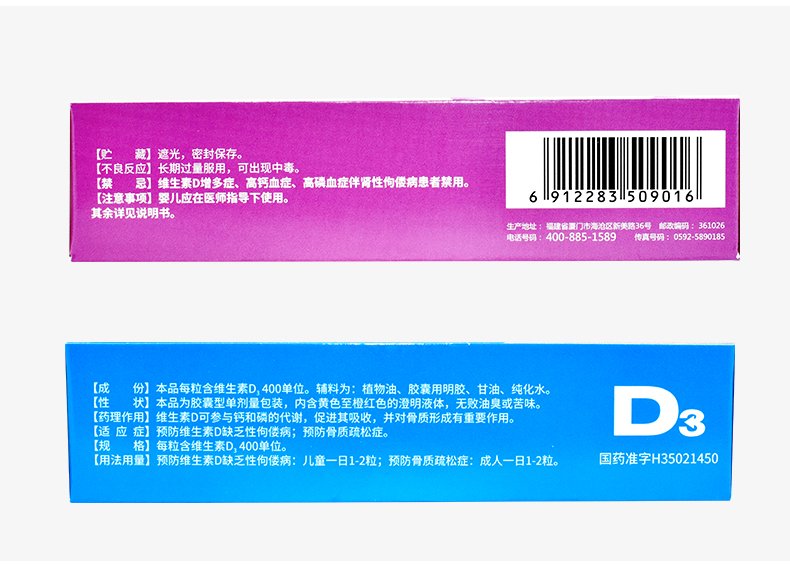 【贮　　藏】遮光，密封保存。
【不良反应】长期过量服用，可出现中毒。
【禁　　忌】维生素D增多症、高钙血症、高磷血症伴肾性佝偻病患者禁用。
【注意事项】婴儿应在医师指导下使用。
其余详见说明书。
6 912283 509016
生产地址：福建省厦门市海沧区新美路36号 邮政编码：361026
电话号码：400-885-1589 传真号码：0592-5890185
【成　　份】本品每粒含维生素D₃ 400单位。辅料为：植物油、胶囊用明胶、甘油、纯化水。
【性　　状】本品为胶囊型单剂量包装，内含黄色至橙红色的澄明液体，无败油臭或苦味。
【药理作用】维生素D可参与钙和磷的代谢，促进其吸收，并对骨质形成有重要作用。
【适 应 症】预防维生素D缺乏性佝偻病；预防骨质疏松症。
【规　　格】每粒含维生素D₃ 400单位。
【用法用量】预防维生素D缺乏性佝偻病：儿童一日1-2粒；预防骨质疏松症：成人一日1-2粒。
D3
国药准字H35021450